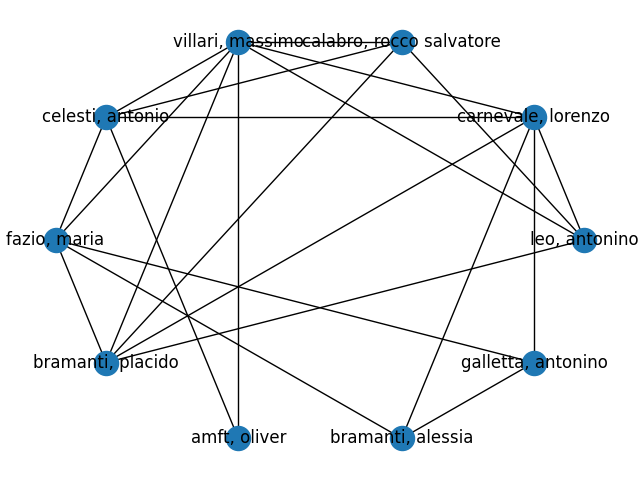 villari, massimo
calabro, rocco salvatore
celesti, antonio
carnevale, lorenzo
fazio, maria
leo, antonino
bramanti, placido
galletta, antonino
amft, oliver
bramanti, alessia